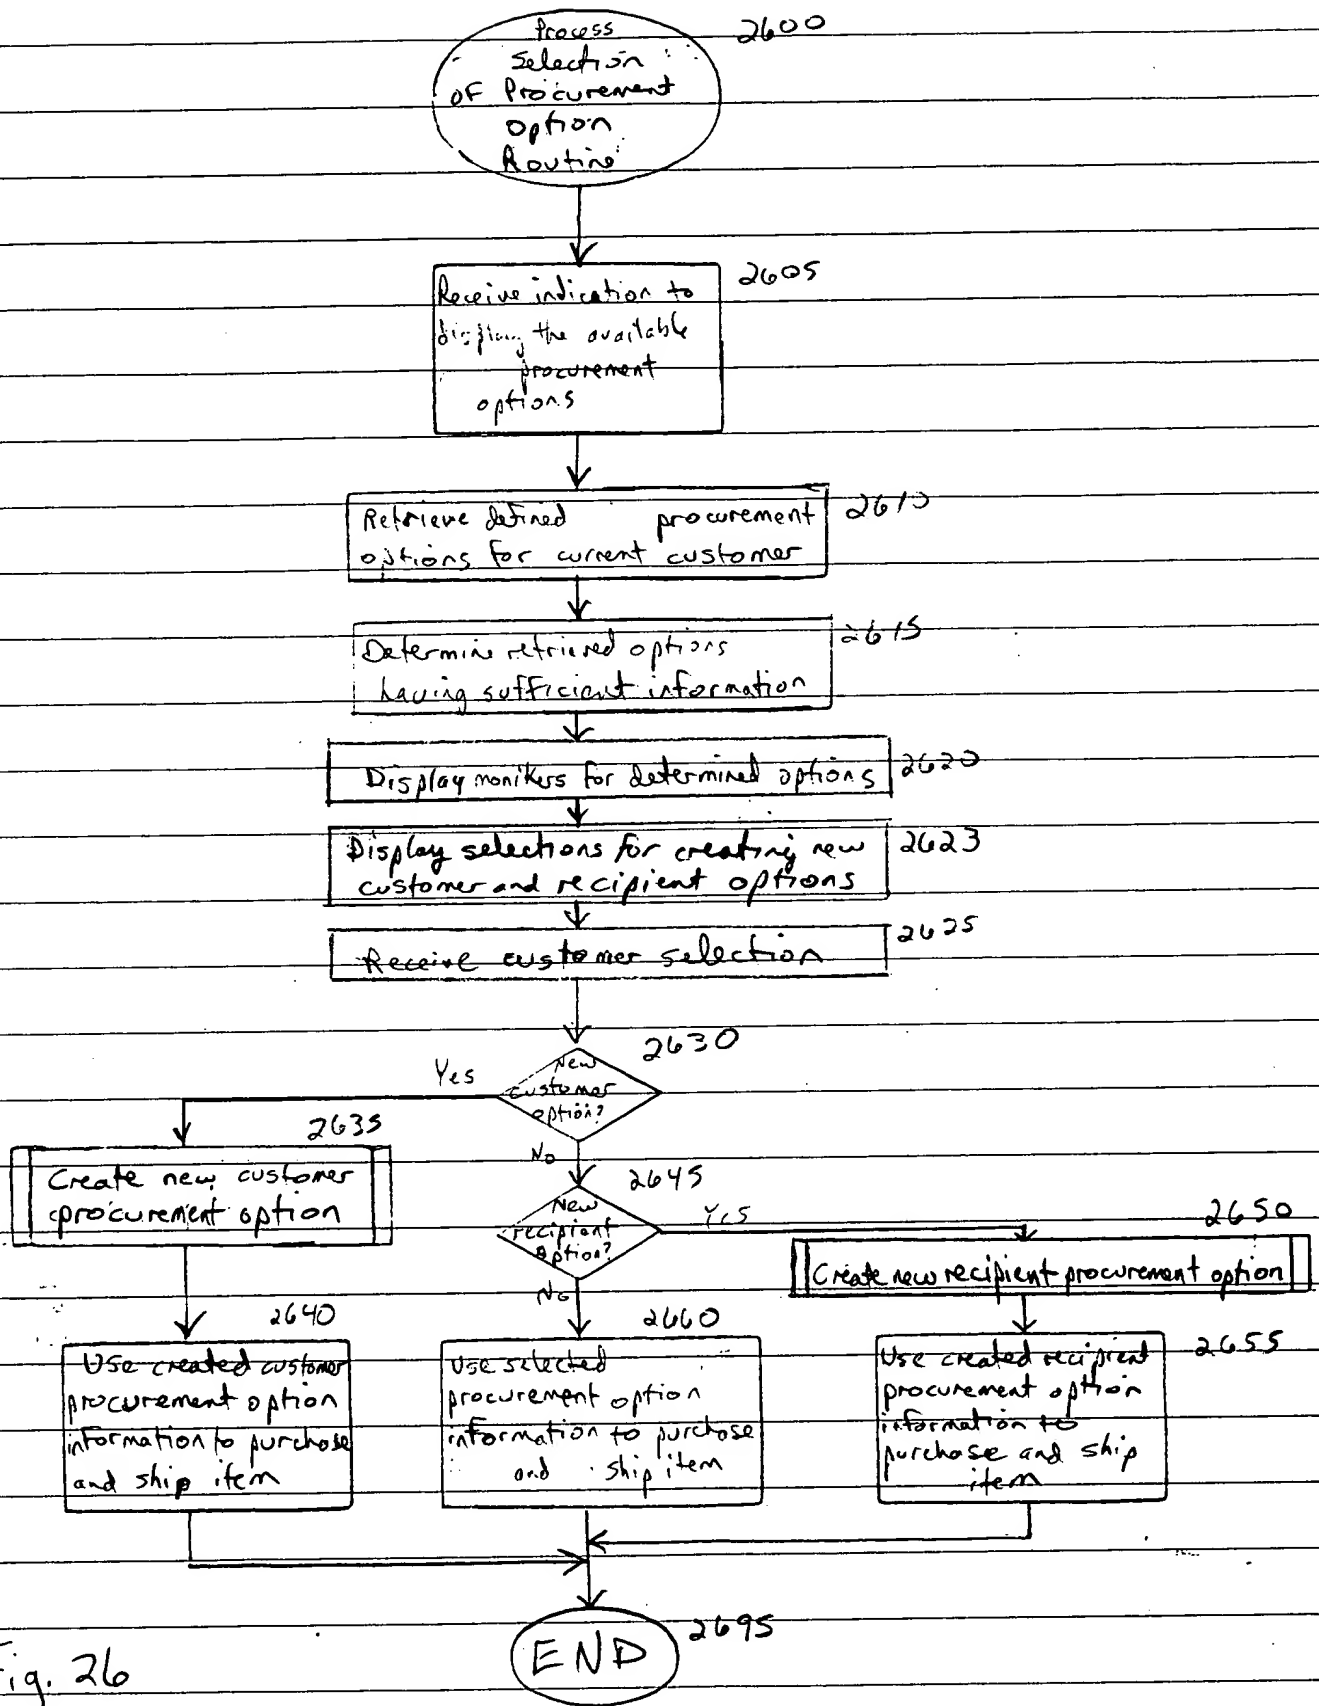 Process
Selection
of Procurement
Option
Routine
2600
Receive indication to
display the available
procurement
options
2605
Retrieve defined procurement
options for current customer
2610
Determine retrieved options
having sufficient information
2615
Display monikers for determined options
2620
Display selections for creating new
customer and recipient options
2623
Receive customer selection
2625
2630
New
customer
option?
Yes
No
2635
Create new customer
procurement option
2645
New
recipient
option?
Yes
No
2650
Create new recipient procurement option
2640
Use created customer
procurement option
information to purchase
and ship item
2660
Use selected
procurement option
information to purchase
and ship item
2655
Use created recipient
procurement option
information to
purchase and ship
item
END
2695
Fig. 26